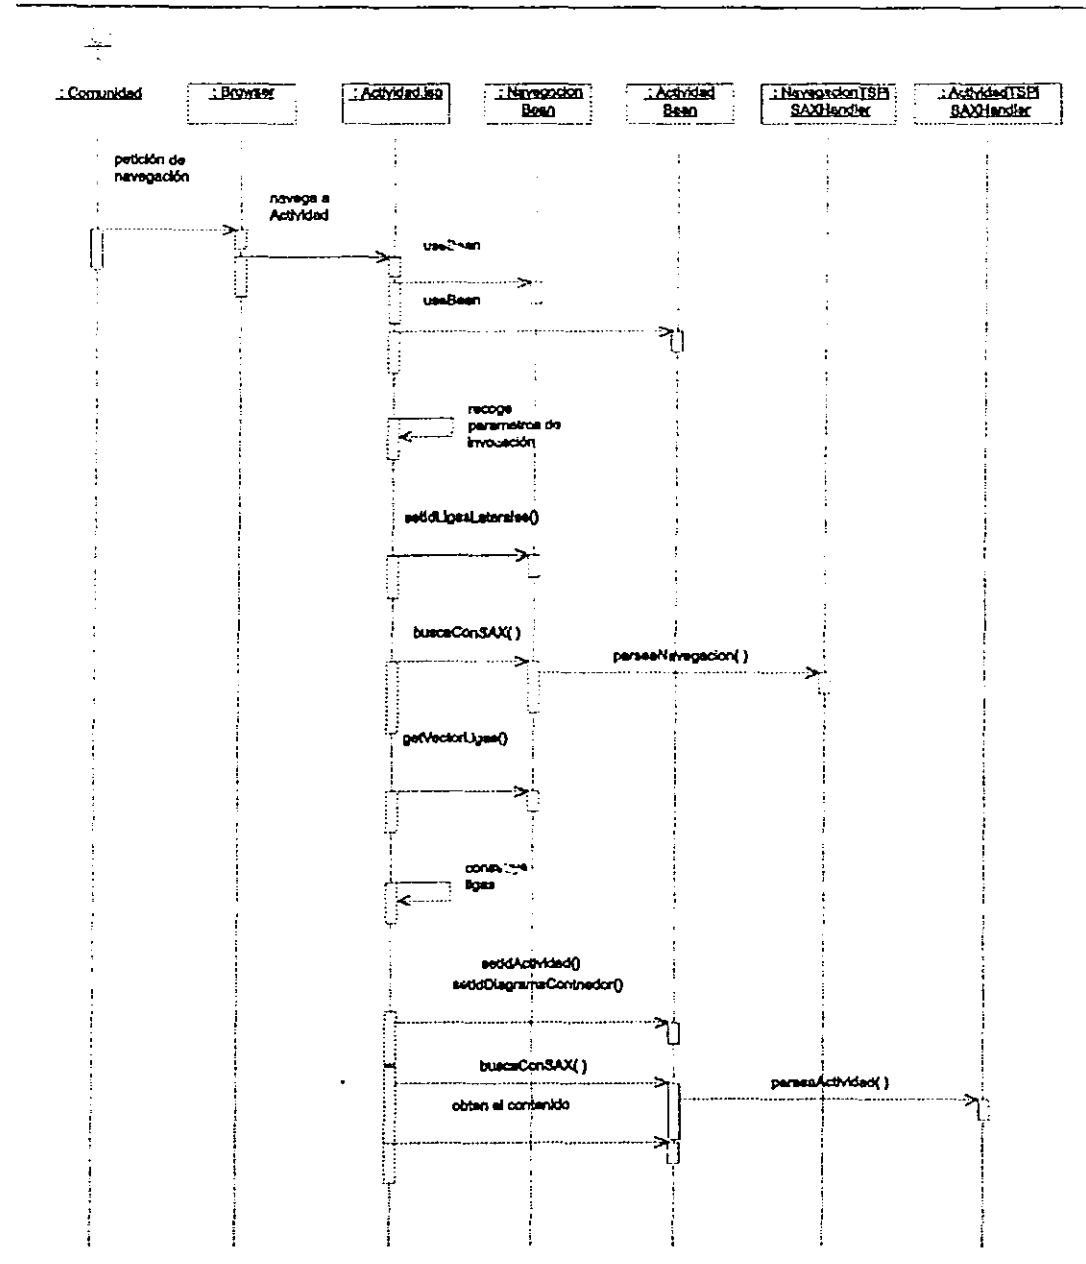 : Comunidad
: Browser
: Actividad.jsp
: Navegacion
Bean
: Actividad
Bean
: NavegacionTSPi
SAXHandler
: ActividadTSPi
SAXHandler
petición de
navegación
navega a
Actividad
useBean
useBean
recoge
parametros de
invocación
setIdLigasLaterales()
buscaConSAX( )
parseaNavegacion( )
getVectorLigas()
ligas
setIdActividad()
setIdDiagramaContnedor()
buscaConSAX( )
parseaActividad( )
obten el contenido